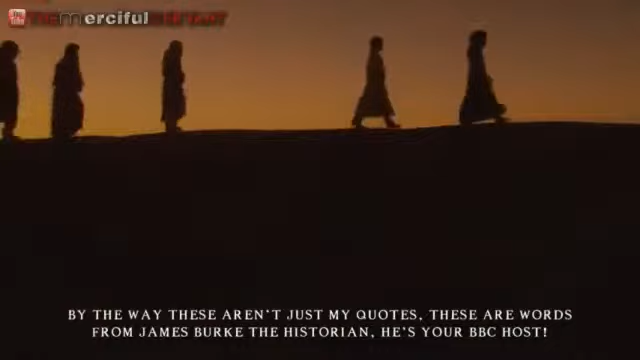 merciful
BY THE WAY THESE AREN'T JUST MY QUOTES, THESE ARE WORDS
FROM JAMES BURKE THE HISTORIAN, HE'S YOUR BBC HOST!